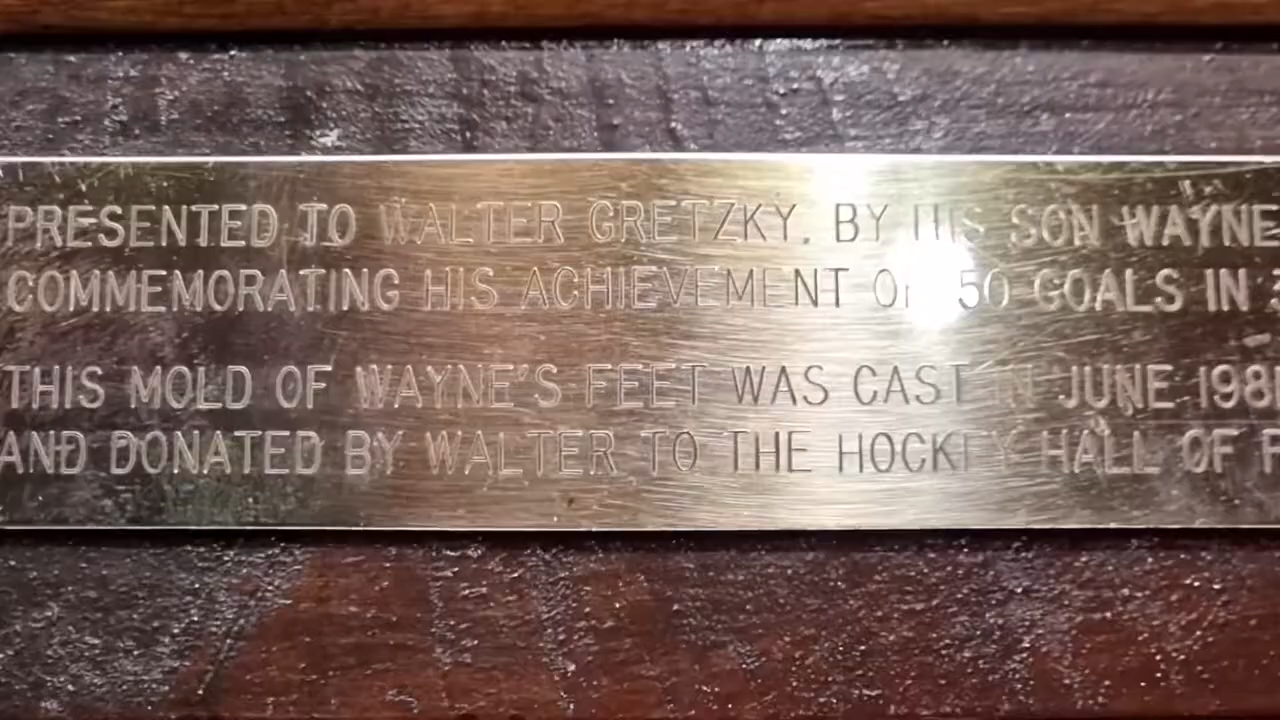 PRESENTED TO WALTER GRETZKY. BY HIS SON WAYNE
COMMEMORATING HIS ACHIEVEMENT OF 50 GOALS IN
THIS MOLD OF WAYNE'S FEET WAS CAST IN JUNE 1981
AND DONATED BY WALTER TO THE HOCKEY HALL OF